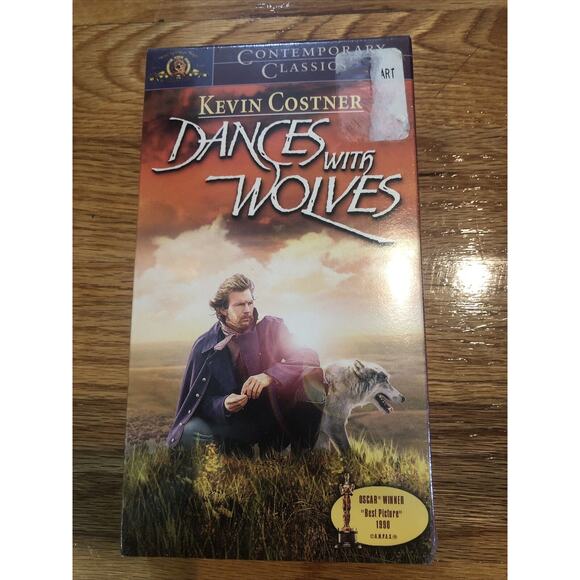 CONTEMPORARY
CLASSICS
ART
KEVIN COSTNER
DANCES WITH
WOLVES
OSCAR® WINNER
"Best Picture"
1990
©A.M.P.A.S.®